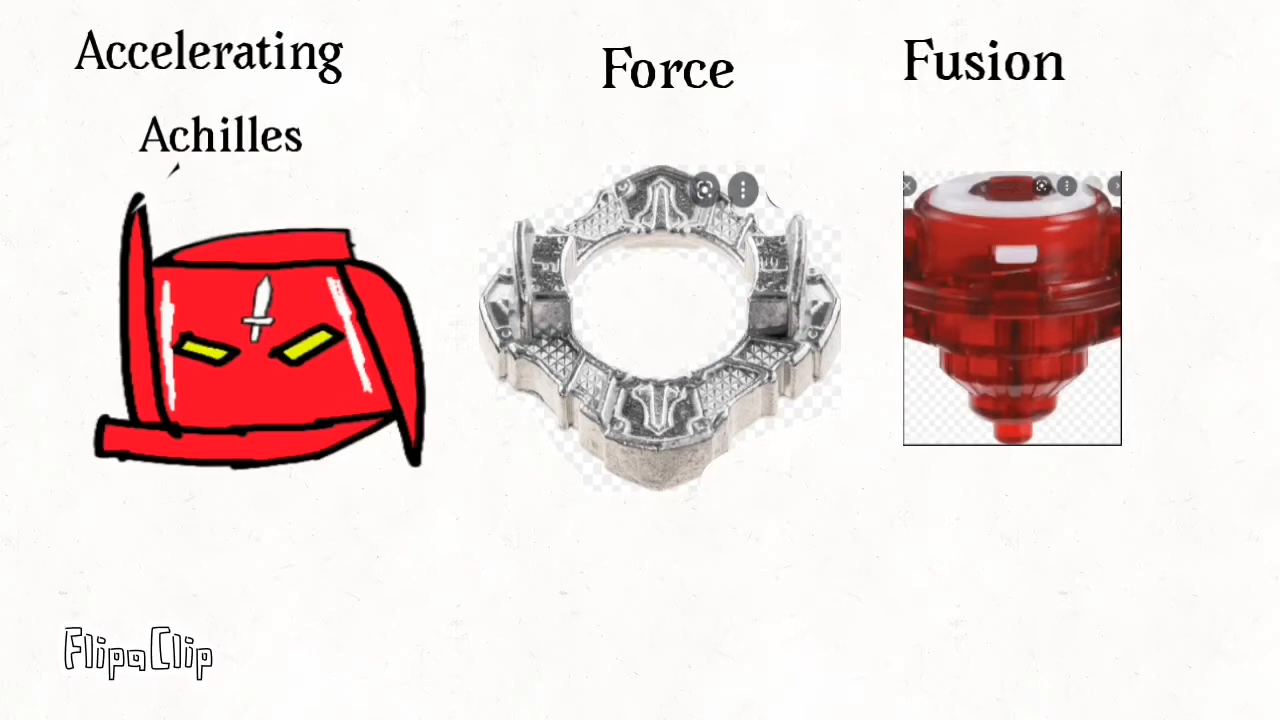 Accelerating
Achilles
Force
Fusion
FlipaClip